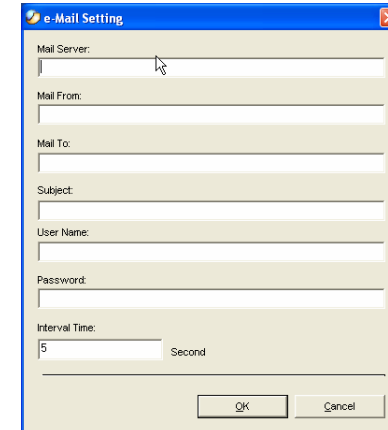 e-Mail Setting
Mail Server:
Mail From:
Mail To:
Subject:
User Name:
Password:
Interval Time:
5 Second
OK Cancel